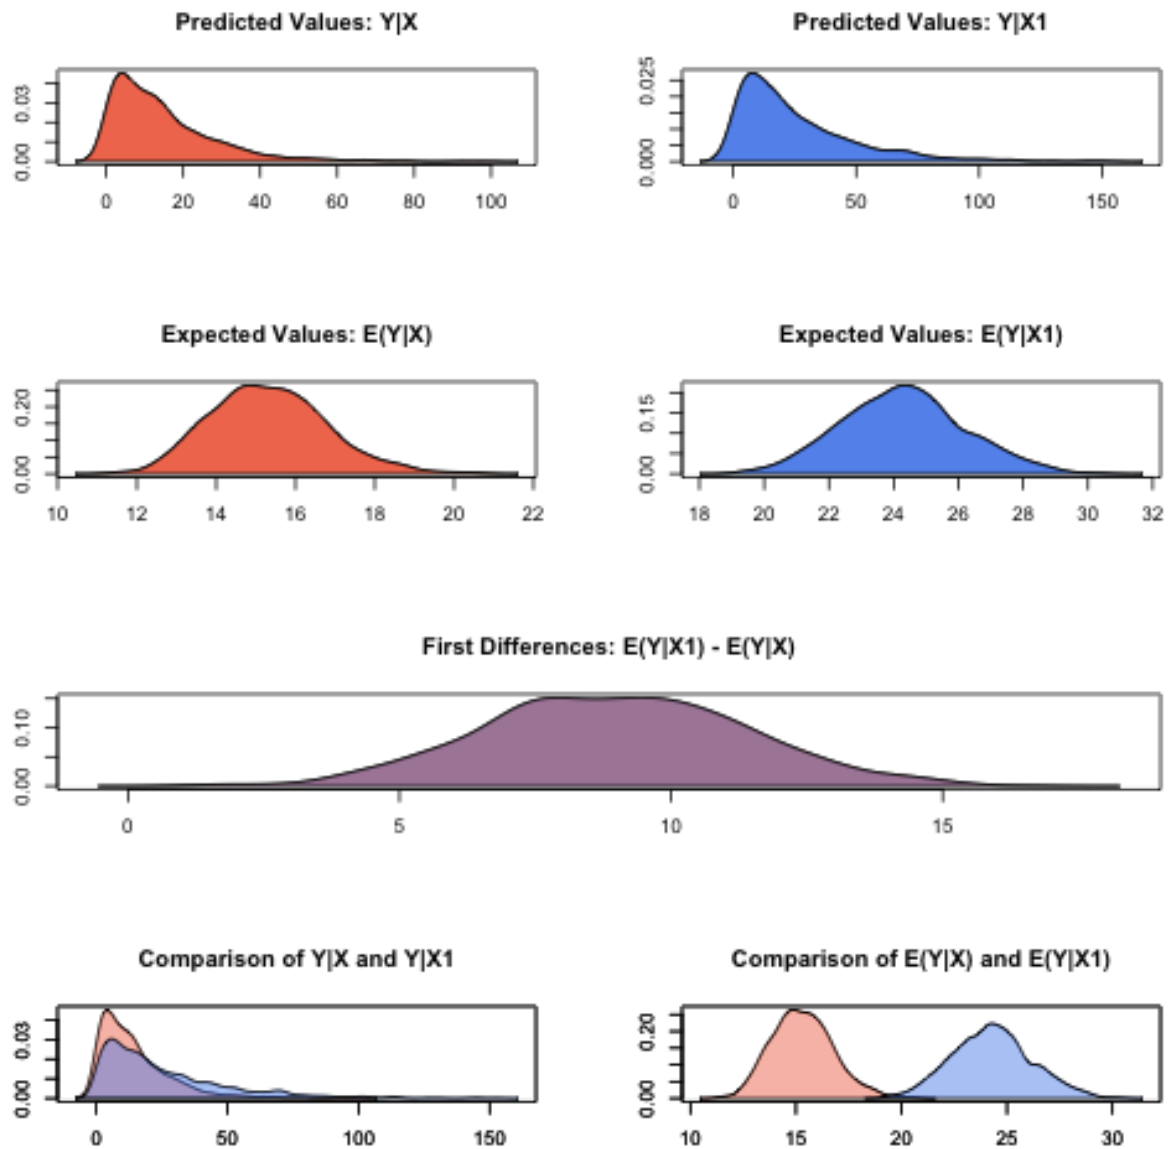 Predicted Values: Y|X
Predicted Values: Y|X1
0.00 0.03
0.000 0.025
0 20 40 60 80 100
0 50 100 150
Expected Values: E(Y|X)
Expected Values: E(Y|X1)
0.00 0.20
0.00 0.15
10 12 14 16 18 20 22
18 20 22 24 26 28 30 32
First Differences: E(Y|X1) - E(Y|X)
0.00 0.10
0 5 10 15
Comparison of Y|X and Y|X1
Comparison of E(Y|X) and E(Y|X1)
0.00 0.03
0.00 0.20
0 50 100 150
10 15 20 25 30